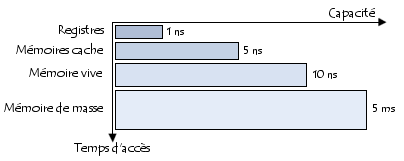 Capacité
Registres 1 ns
Mémoires cache 5 ns
Mémoire vive 10 ns
Mémoire de masse 5 ms
Temps d'accès